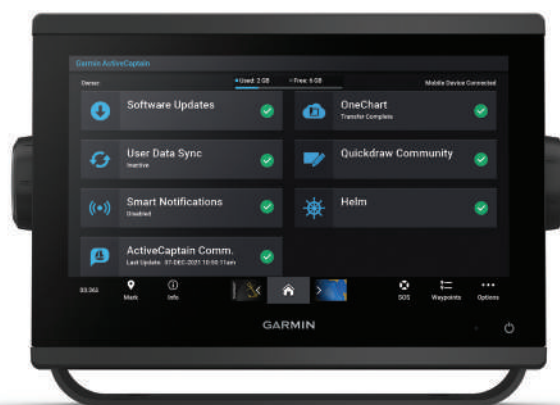 Garmin ActiveCaptain
Owner Used: 2 GB Free: 6 GB Mobile Device Connected
Software Updates
OneChart
Transfer Complete
User Data Sync
Inactive
Quickdraw Community
Smart Notifications
Disabled
Helm
ActiveCaptain Comm.
Last Update: 07-DEC-2021 10:50:11am
Mark Info SOS Waypoints Options
GARMIN